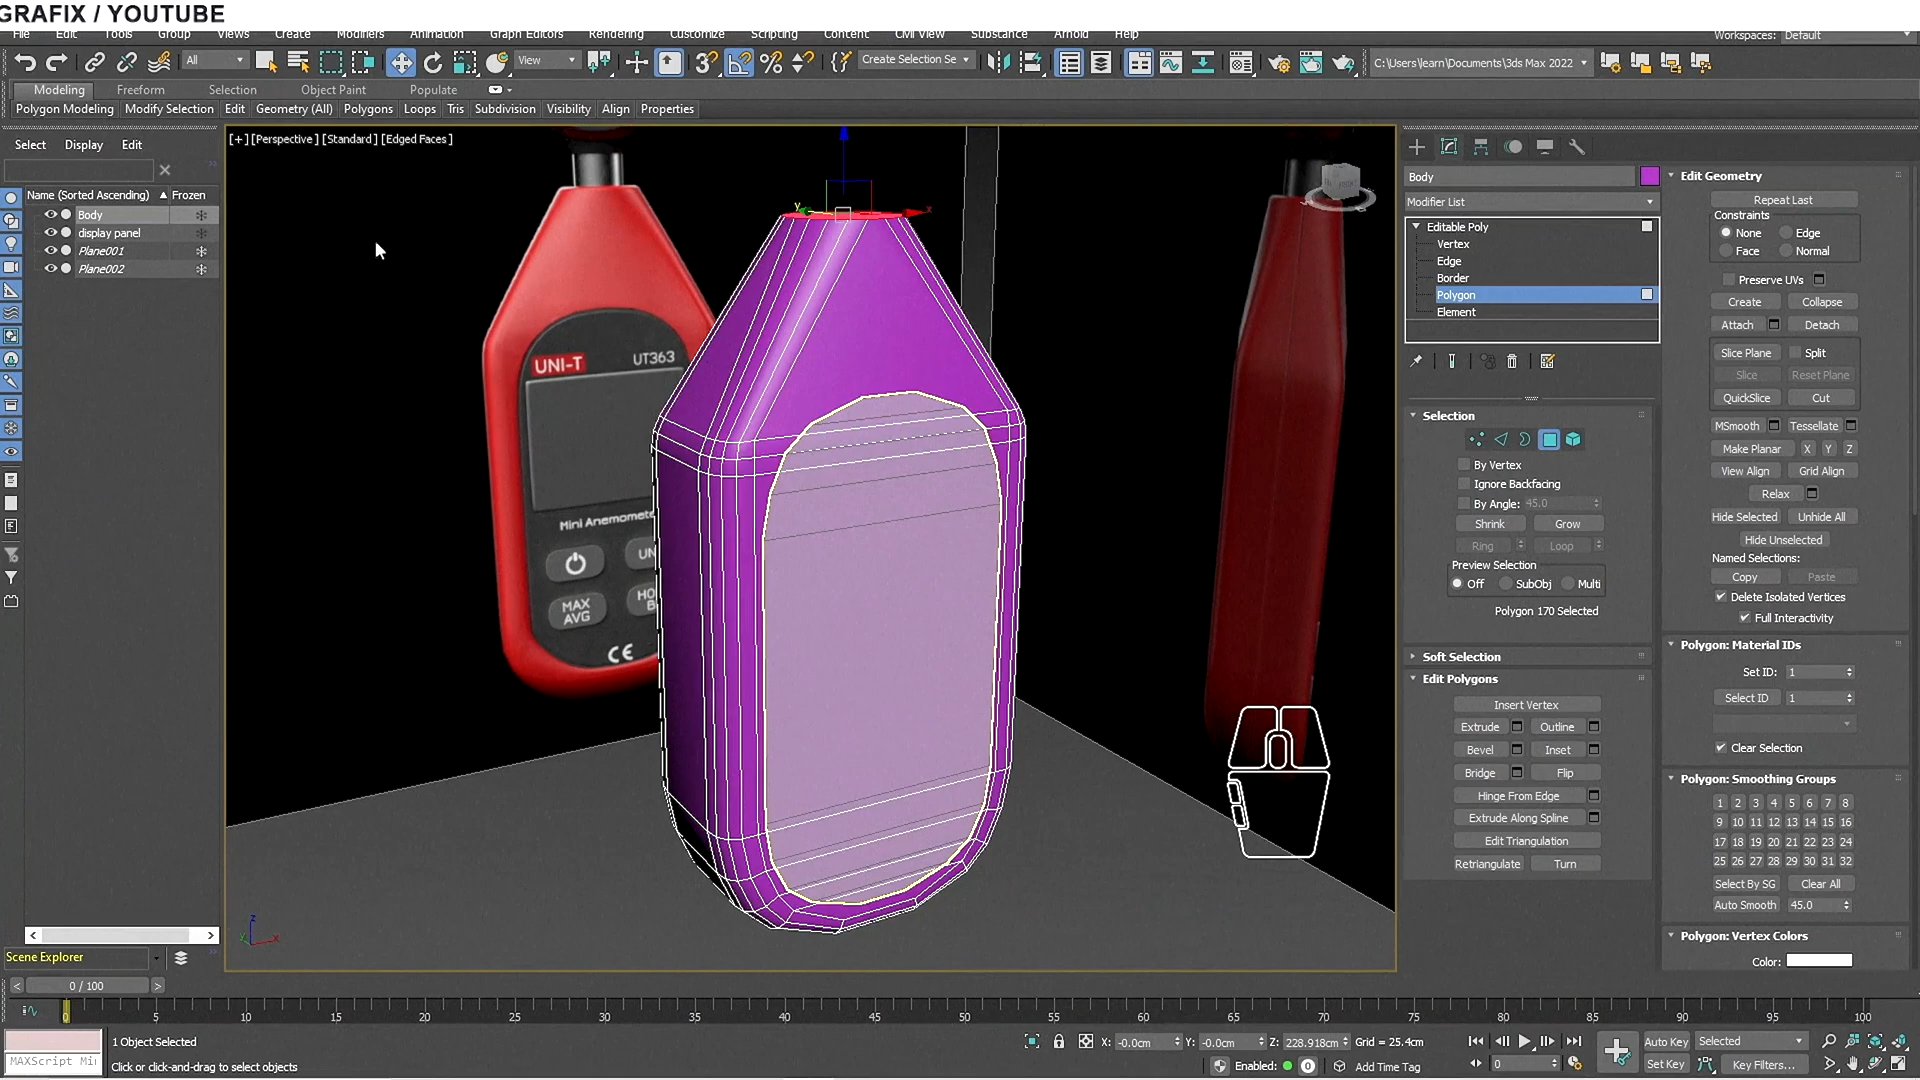 GRAFIX / YOUTUBE
File Edit Tools Group Views Create Modifiers Animation Graph Editors Rendering Customize Scripting Content Civil View Substance Arnold Help
Workspaces: Default
All View Create Selection Se C:\Users\learn\Documents\3ds Max 2022
Modeling Freeform Selection Object Paint Populate
Polygon Modeling Modify Selection Edit Geometry (All) Polygons Loops Tris Subdivision Visibility Align Properties
Select Display Edit
Name (Sorted Ascending) Frozen
Body
display panel
Plane001
Plane002
[+] [Perspective ] [Standard ] [Edged Faces ]
UNI-T UT363
Mini Anemomete
UN
MAX
AVG
HO
B
CE
z
y
x
Body
Modifier List
Editable Poly
Vertex
Edge
Border
Polygon
Element
Selection
By Vertex
Ignore Backfacing
By Angle: 45.0
Shrink Grow
Ring Loop
Preview Selection
Off SubObj Multi
Polygon 170 Selected
Soft Selection
Edit Polygons
Insert Vertex
Extrude Outline
Bevel Inset
Bridge Flip
Hinge From Edge
Extrude Along Spline
Edit Triangulation
Retriangulate Turn
Edit Geometry
Repeat Last
Constraints
None Edge
Face Normal
Preserve UVs
Create Collapse
Attach Detach
Slice Plane Split
Slice Reset Plane
QuickSlice Cut
MSmooth Tessellate
Make Planar X Y Z
View Align Grid Align
Relax
Hide Selected Unhide All
Hide Unselected
Named Selections:
Copy Paste
Delete Isolated Vertices
Full Interactivity
Polygon: Material IDs
Set ID: 1
Select ID 1
Clear Selection
Polygon: Smoothing Groups
1 2 3 4 5 6 7 8
9 10 11 12 13 14 15 16
17 18 19 20 21 22 23 24
25 26 27 28 29 30 31 32
Select By SG Clear All
Auto Smooth 45.0
Polygon: Vertex Colors
Color:
Scene Explorer
< 0 / 100 >
0 5 10 15 20 25 30 35 40 45 50 55 60 65 70 75 80 85 90 95 100
1 Object Selected
X: -0.0cm Y: -0.0cm Z: 228.918cm Grid = 25.4cm
Auto Key Selected
MAXScript Mi
Click or click-and-drag to select objects
Enabled: 0 Add Time Tag
0
Set Key Key Filters...